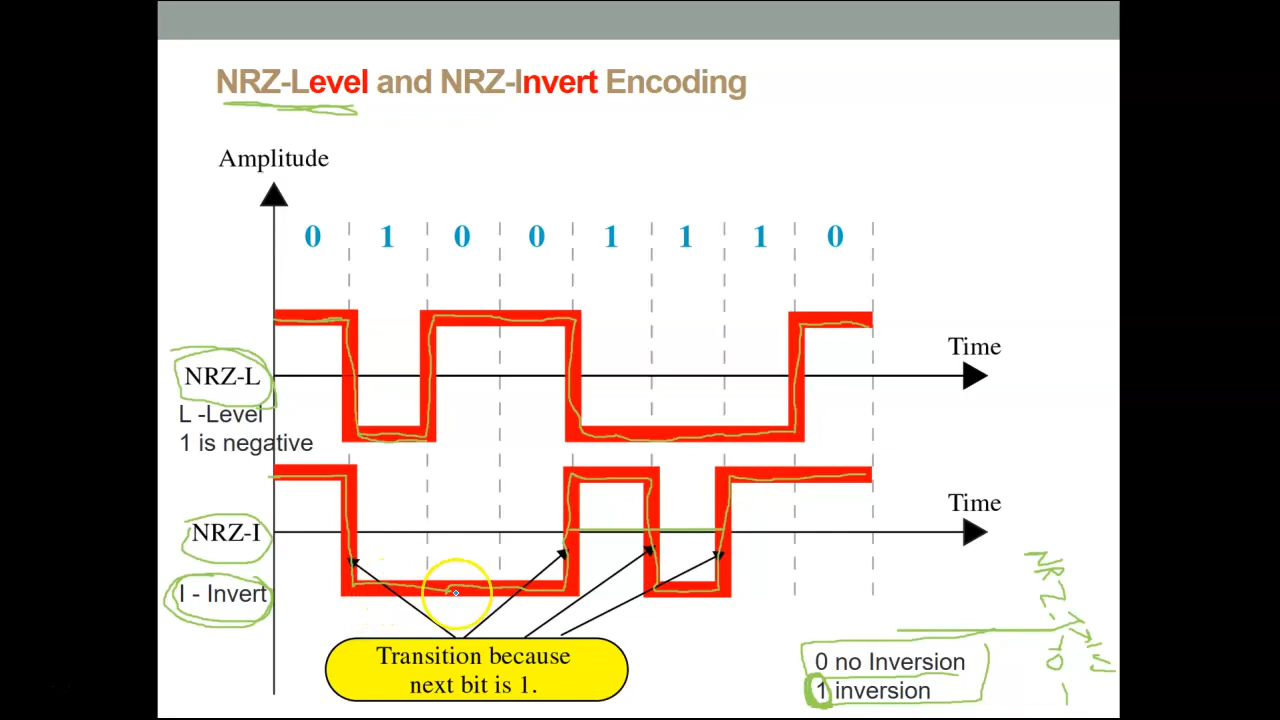 NRZ-Level and NRZ-Invert Encoding
Amplitude
0 1 0 0 1 1 1 0
Time
NRZ-L
L -Level
1 is negative
Time
NRZ-I
I - Invert
Transition because
next bit is 1.
0 no Inversion
1 inversion
NRZ-